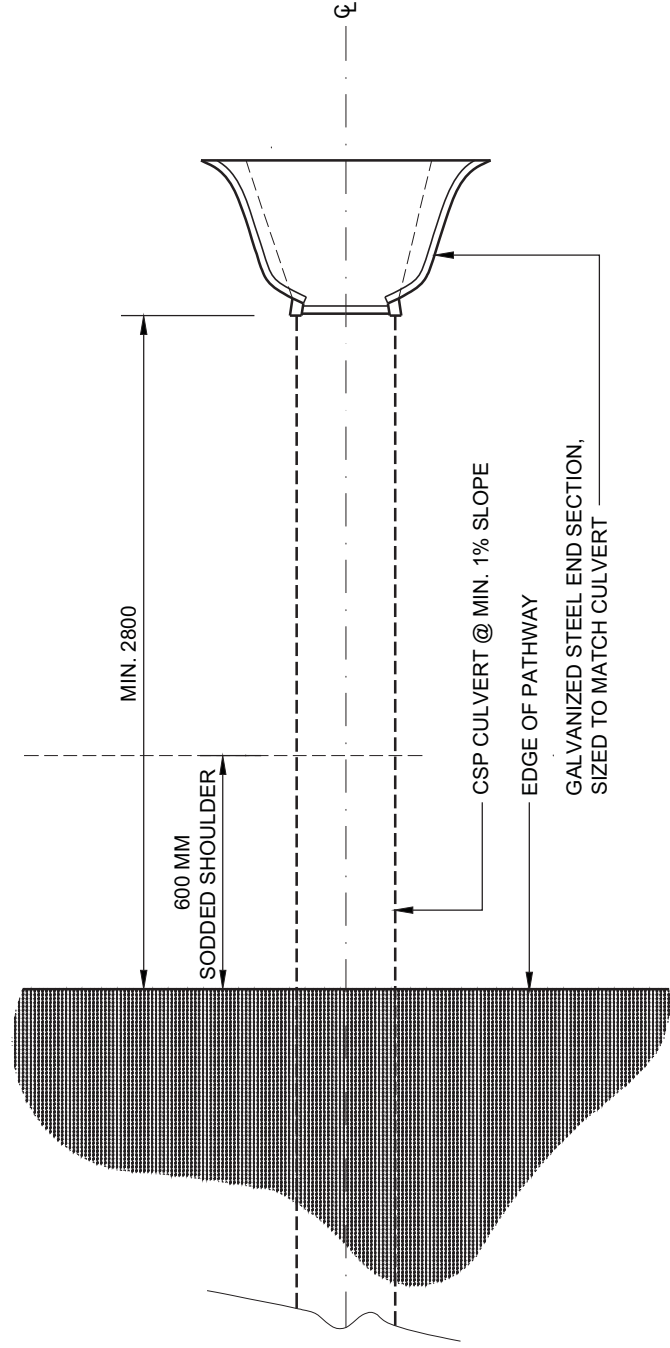 ℄
MIN. 2800
600 MM
SODDED SHOULDER
CSP CULVERT @ MIN. 1% SLOPE
EDGE OF PATHWAY
GALVANIZED STEEL END SECTION,
SIZED TO MATCH CULVERT